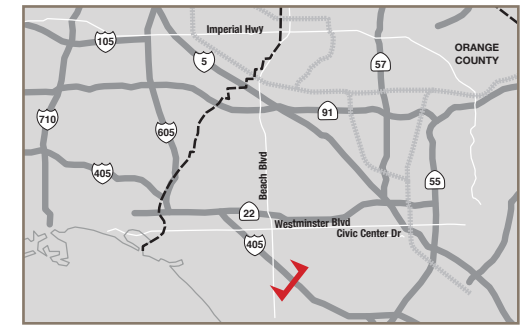 Imperial Hwy
105
5
57
ORANGE
COUNTY
710
605
91
405
Beach Blvd
55
22
Westminster Blvd
Civic Center Dr
405